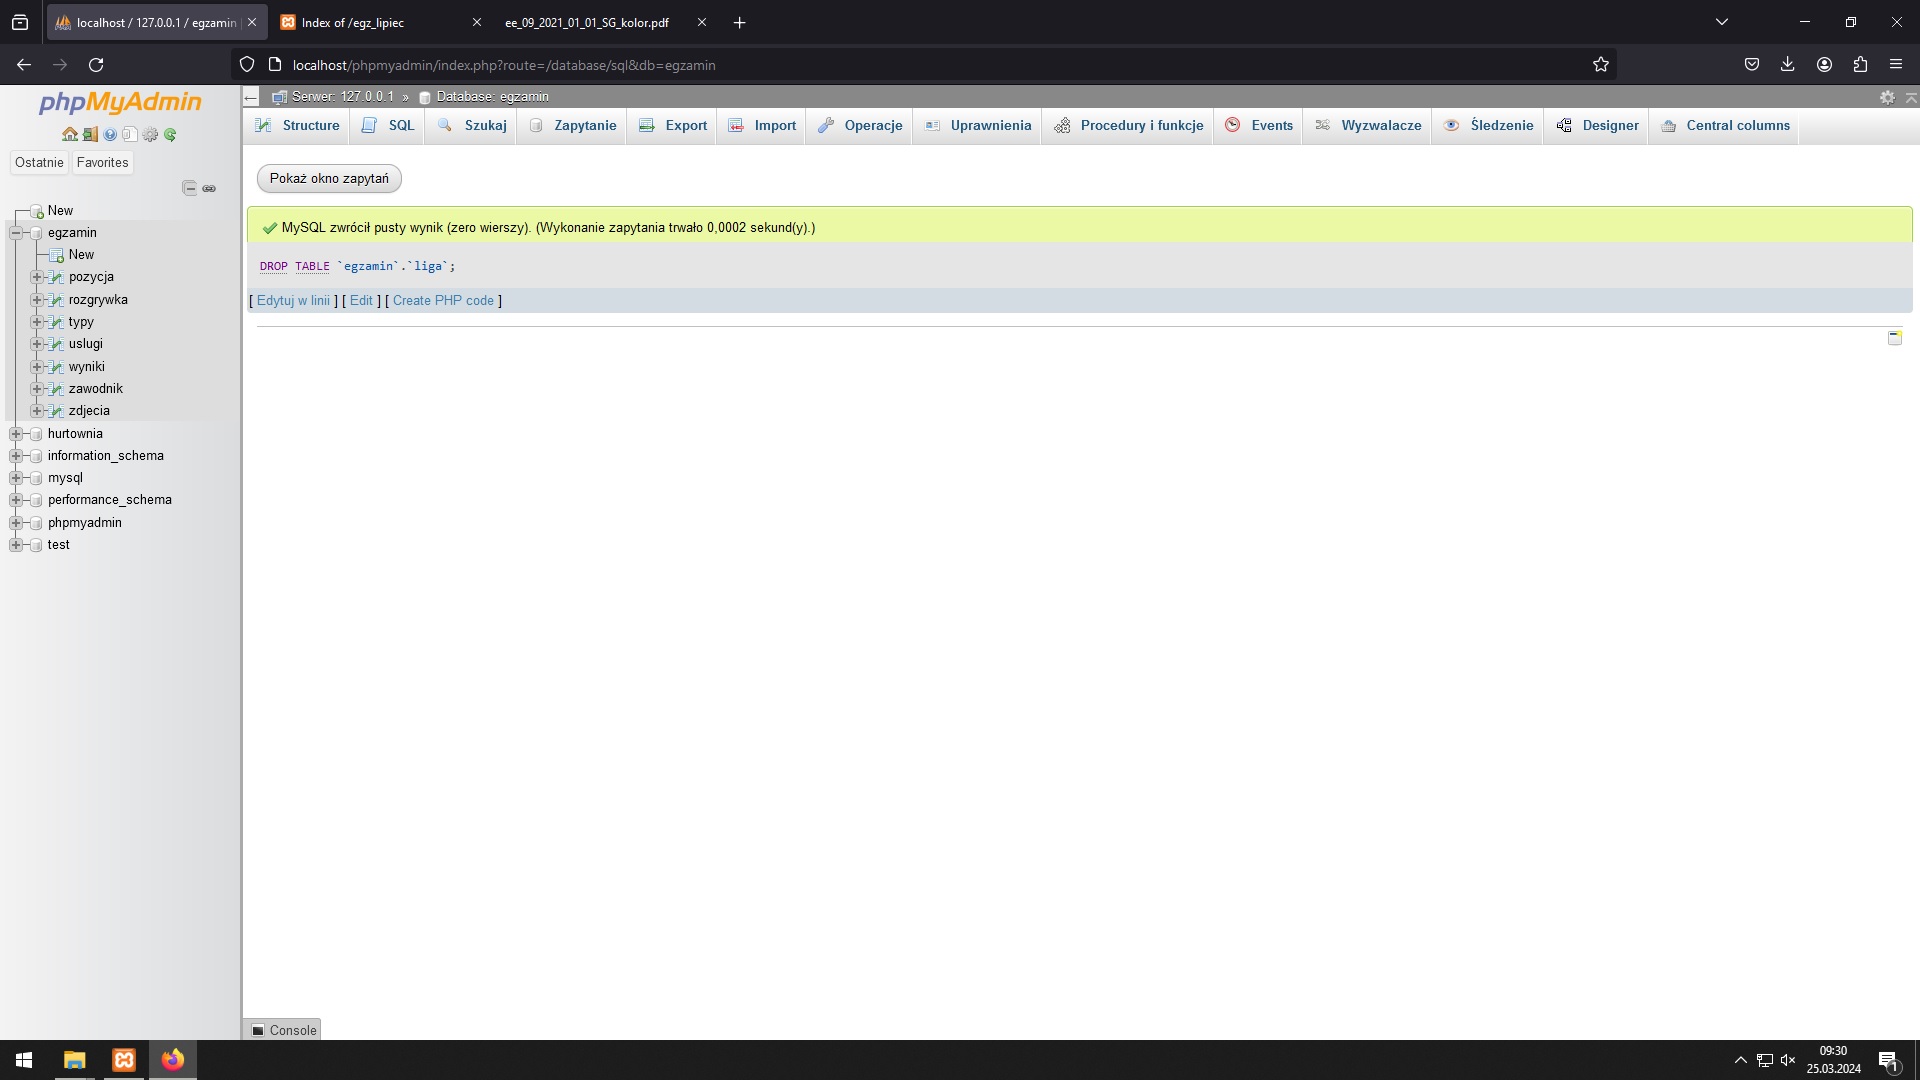 localhost / 127.0.0.1 / egzamin
Index of /egz_lipiec
ee_09_2021_01_01_SG_kolor.pdf
localhost/phpmyadmin/index.php?route=/database/sql&db=egzamin
phpMyAdmin
Ostatnie
Favorites
New
egzamin
New
pozycja
rozgrywka
typy
uslugi
wyniki
zawodnik
zdjecia
hurtownia
information_schema
mysql
performance_schema
phpmyadmin
test
Serwer: 127.0.0.1 » Database: egzamin
Structure SQL Szukaj Zapytanie Export Import Operacje Uprawnienia Procedury i funkcje Events Wyzwalacze Śledzenie Designer Central columns
Pokaż okno zapytań
MySQL zwrócił pusty wynik (zero wierszy). (Wykonanie zapytania trwało 0,0002 sekund(y).)
DROP TABLE `egzamin`.`liga`;
[ Edytuj w linii ] [ Edit ] [ Create PHP code ]
Console
09:30
25.03.2024
1